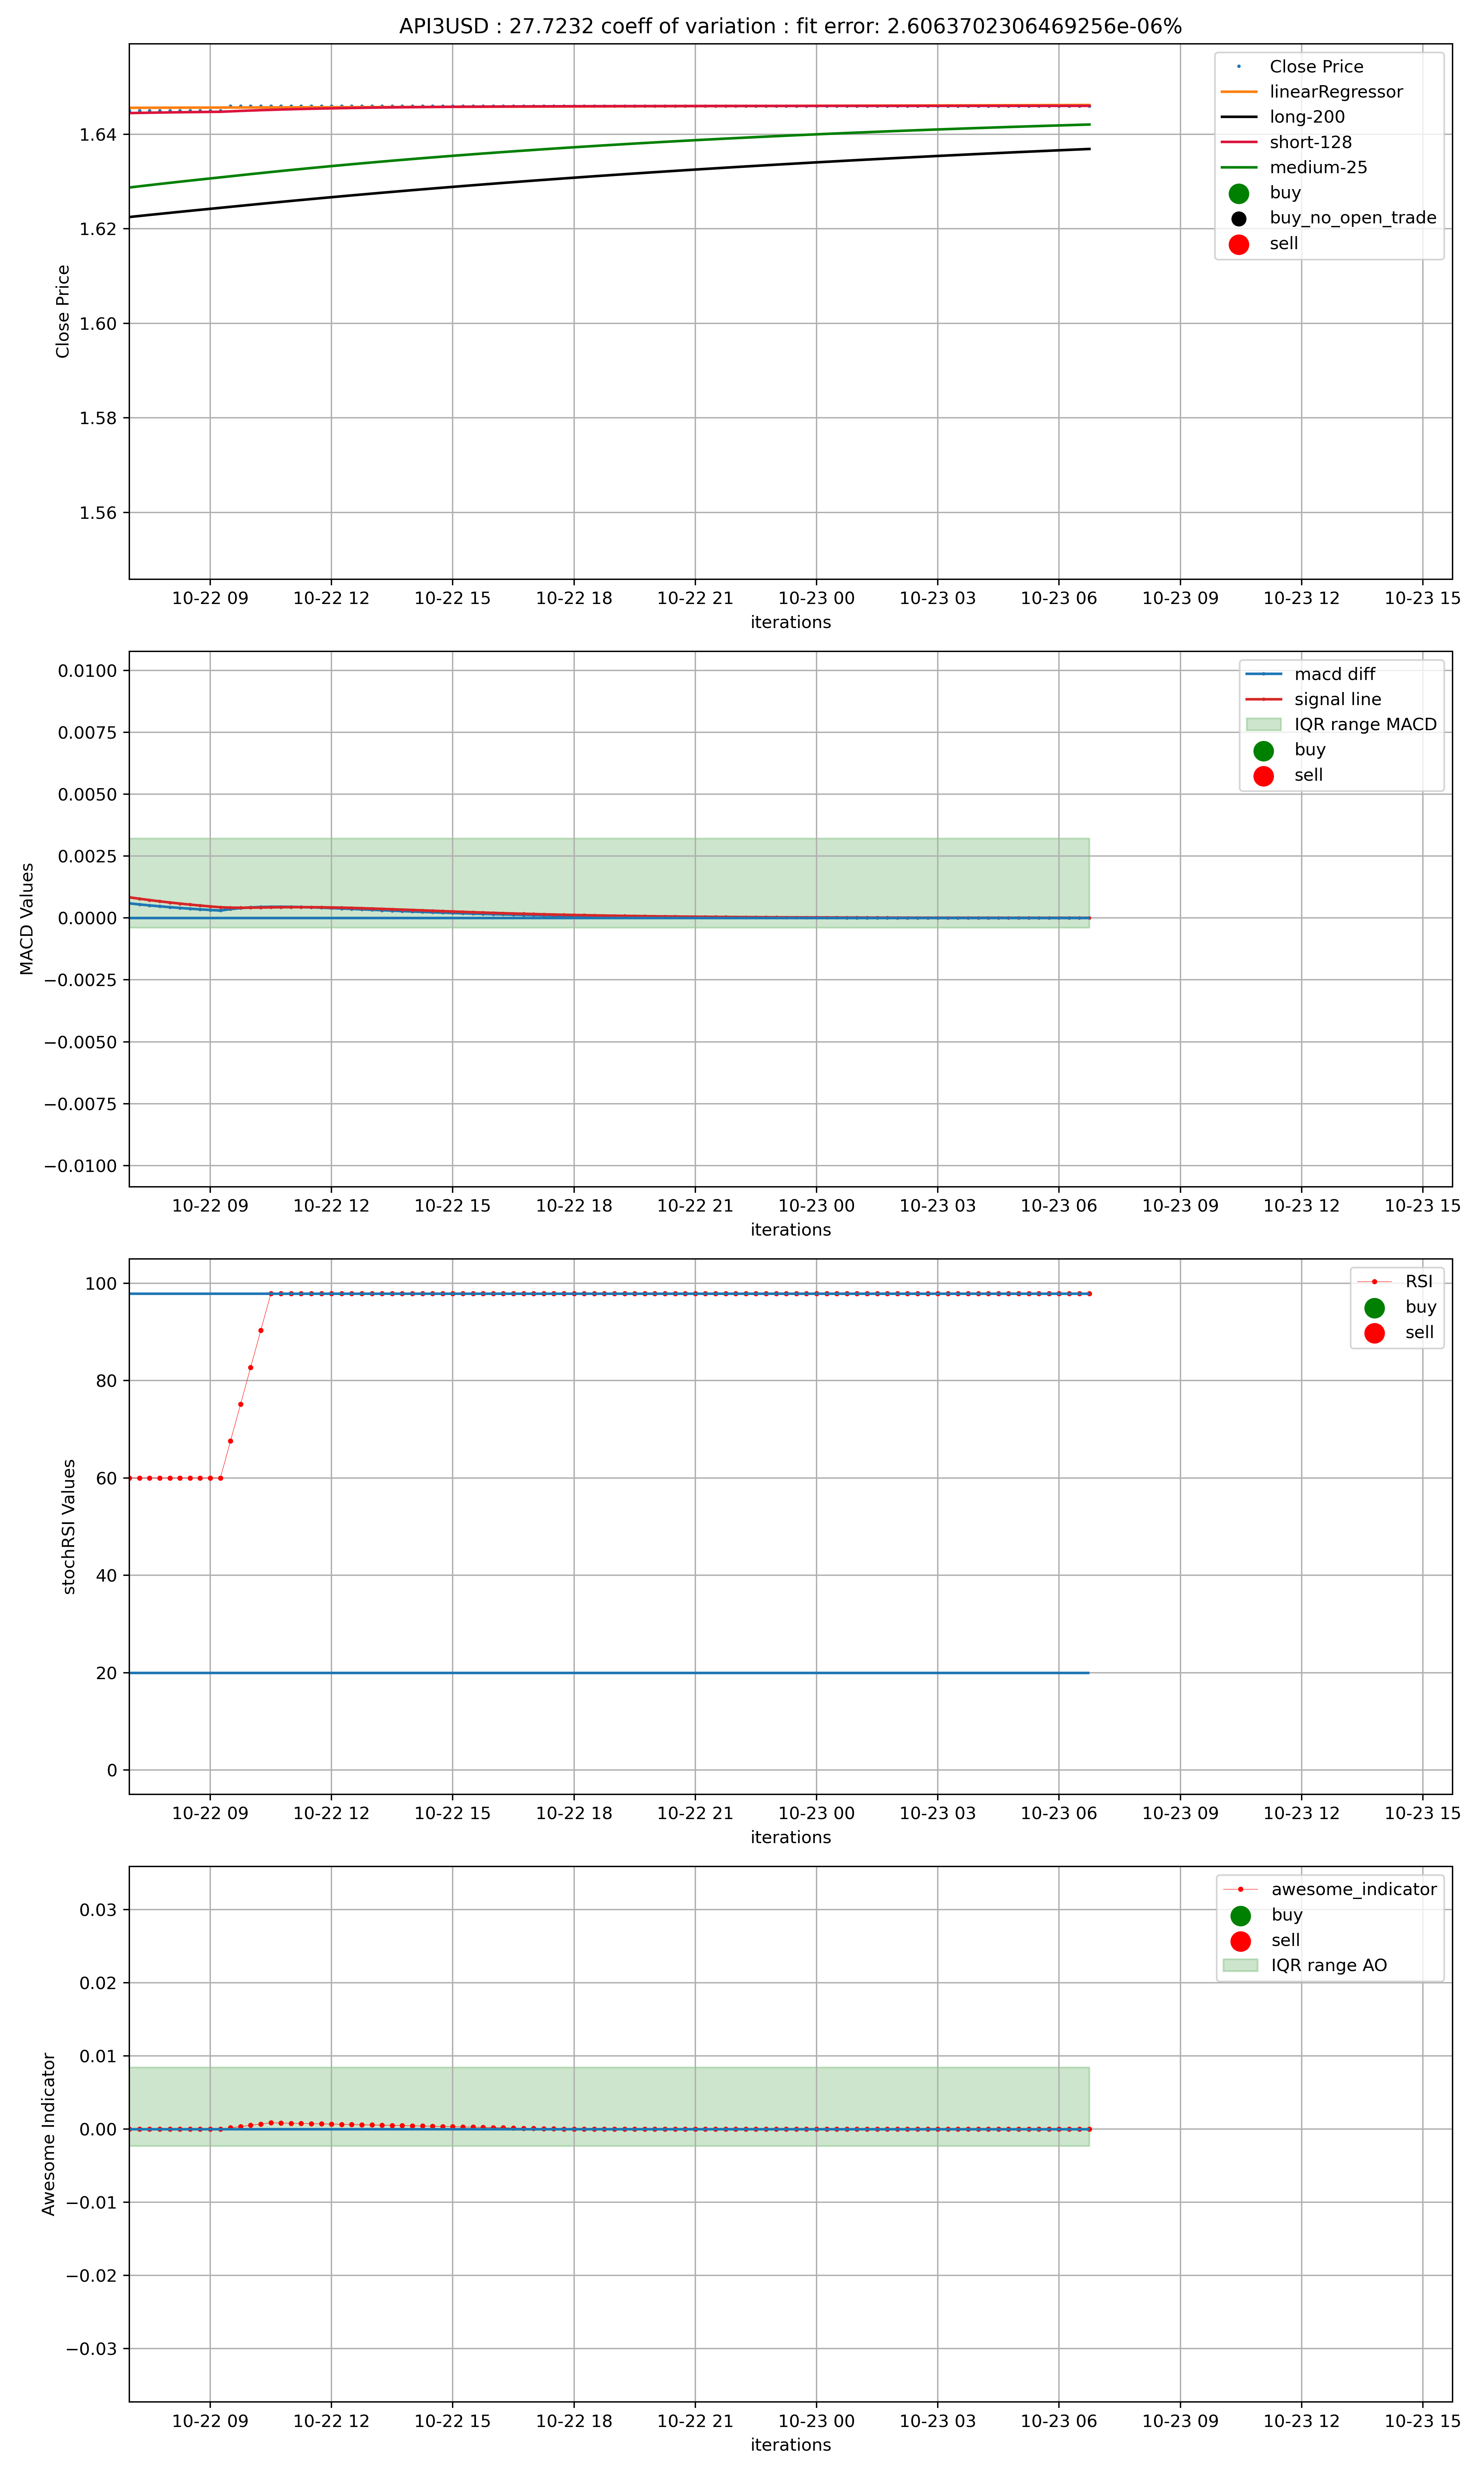 API3USD : 27.7232 coeff of variation : fit error: 2.6063702306469256e-06%
Close Price
linearRegressor
long-200
short-128
medium-25
buy
buy_no_open_trade
sell
1.64
1.62
1.60
1.58
1.56
Close Price
10-22 09 10-22 12 10-22 15 10-22 18 10-22 21 10-23 00 10-23 03 10-23 06 10-23 09 10-23 12 10-23 15
iterations
macd diff
signal line
IQR range MACD
buy
sell
0.0100
0.0075
0.0050
0.0025
0.0000
−0.0025
−0.0050
−0.0075
−0.0100
MACD Values
10-22 09 10-22 12 10-22 15 10-22 18 10-22 21 10-23 00 10-23 03 10-23 06 10-23 09 10-23 12 10-23 15
iterations
RSI
buy
sell
100
80
60
40
20
0
stochRSI Values
10-22 09 10-22 12 10-22 15 10-22 18 10-22 21 10-23 00 10-23 03 10-23 06 10-23 09 10-23 12 10-23 15
iterations
awesome_indicator
buy
sell
IQR range AO
0.03
0.02
0.01
0.00
−0.01
−0.02
−0.03
Awesome Indicator
10-22 09 10-22 12 10-22 15 10-22 18 10-22 21 10-23 00 10-23 03 10-23 06 10-23 09 10-23 12 10-23 15
iterations